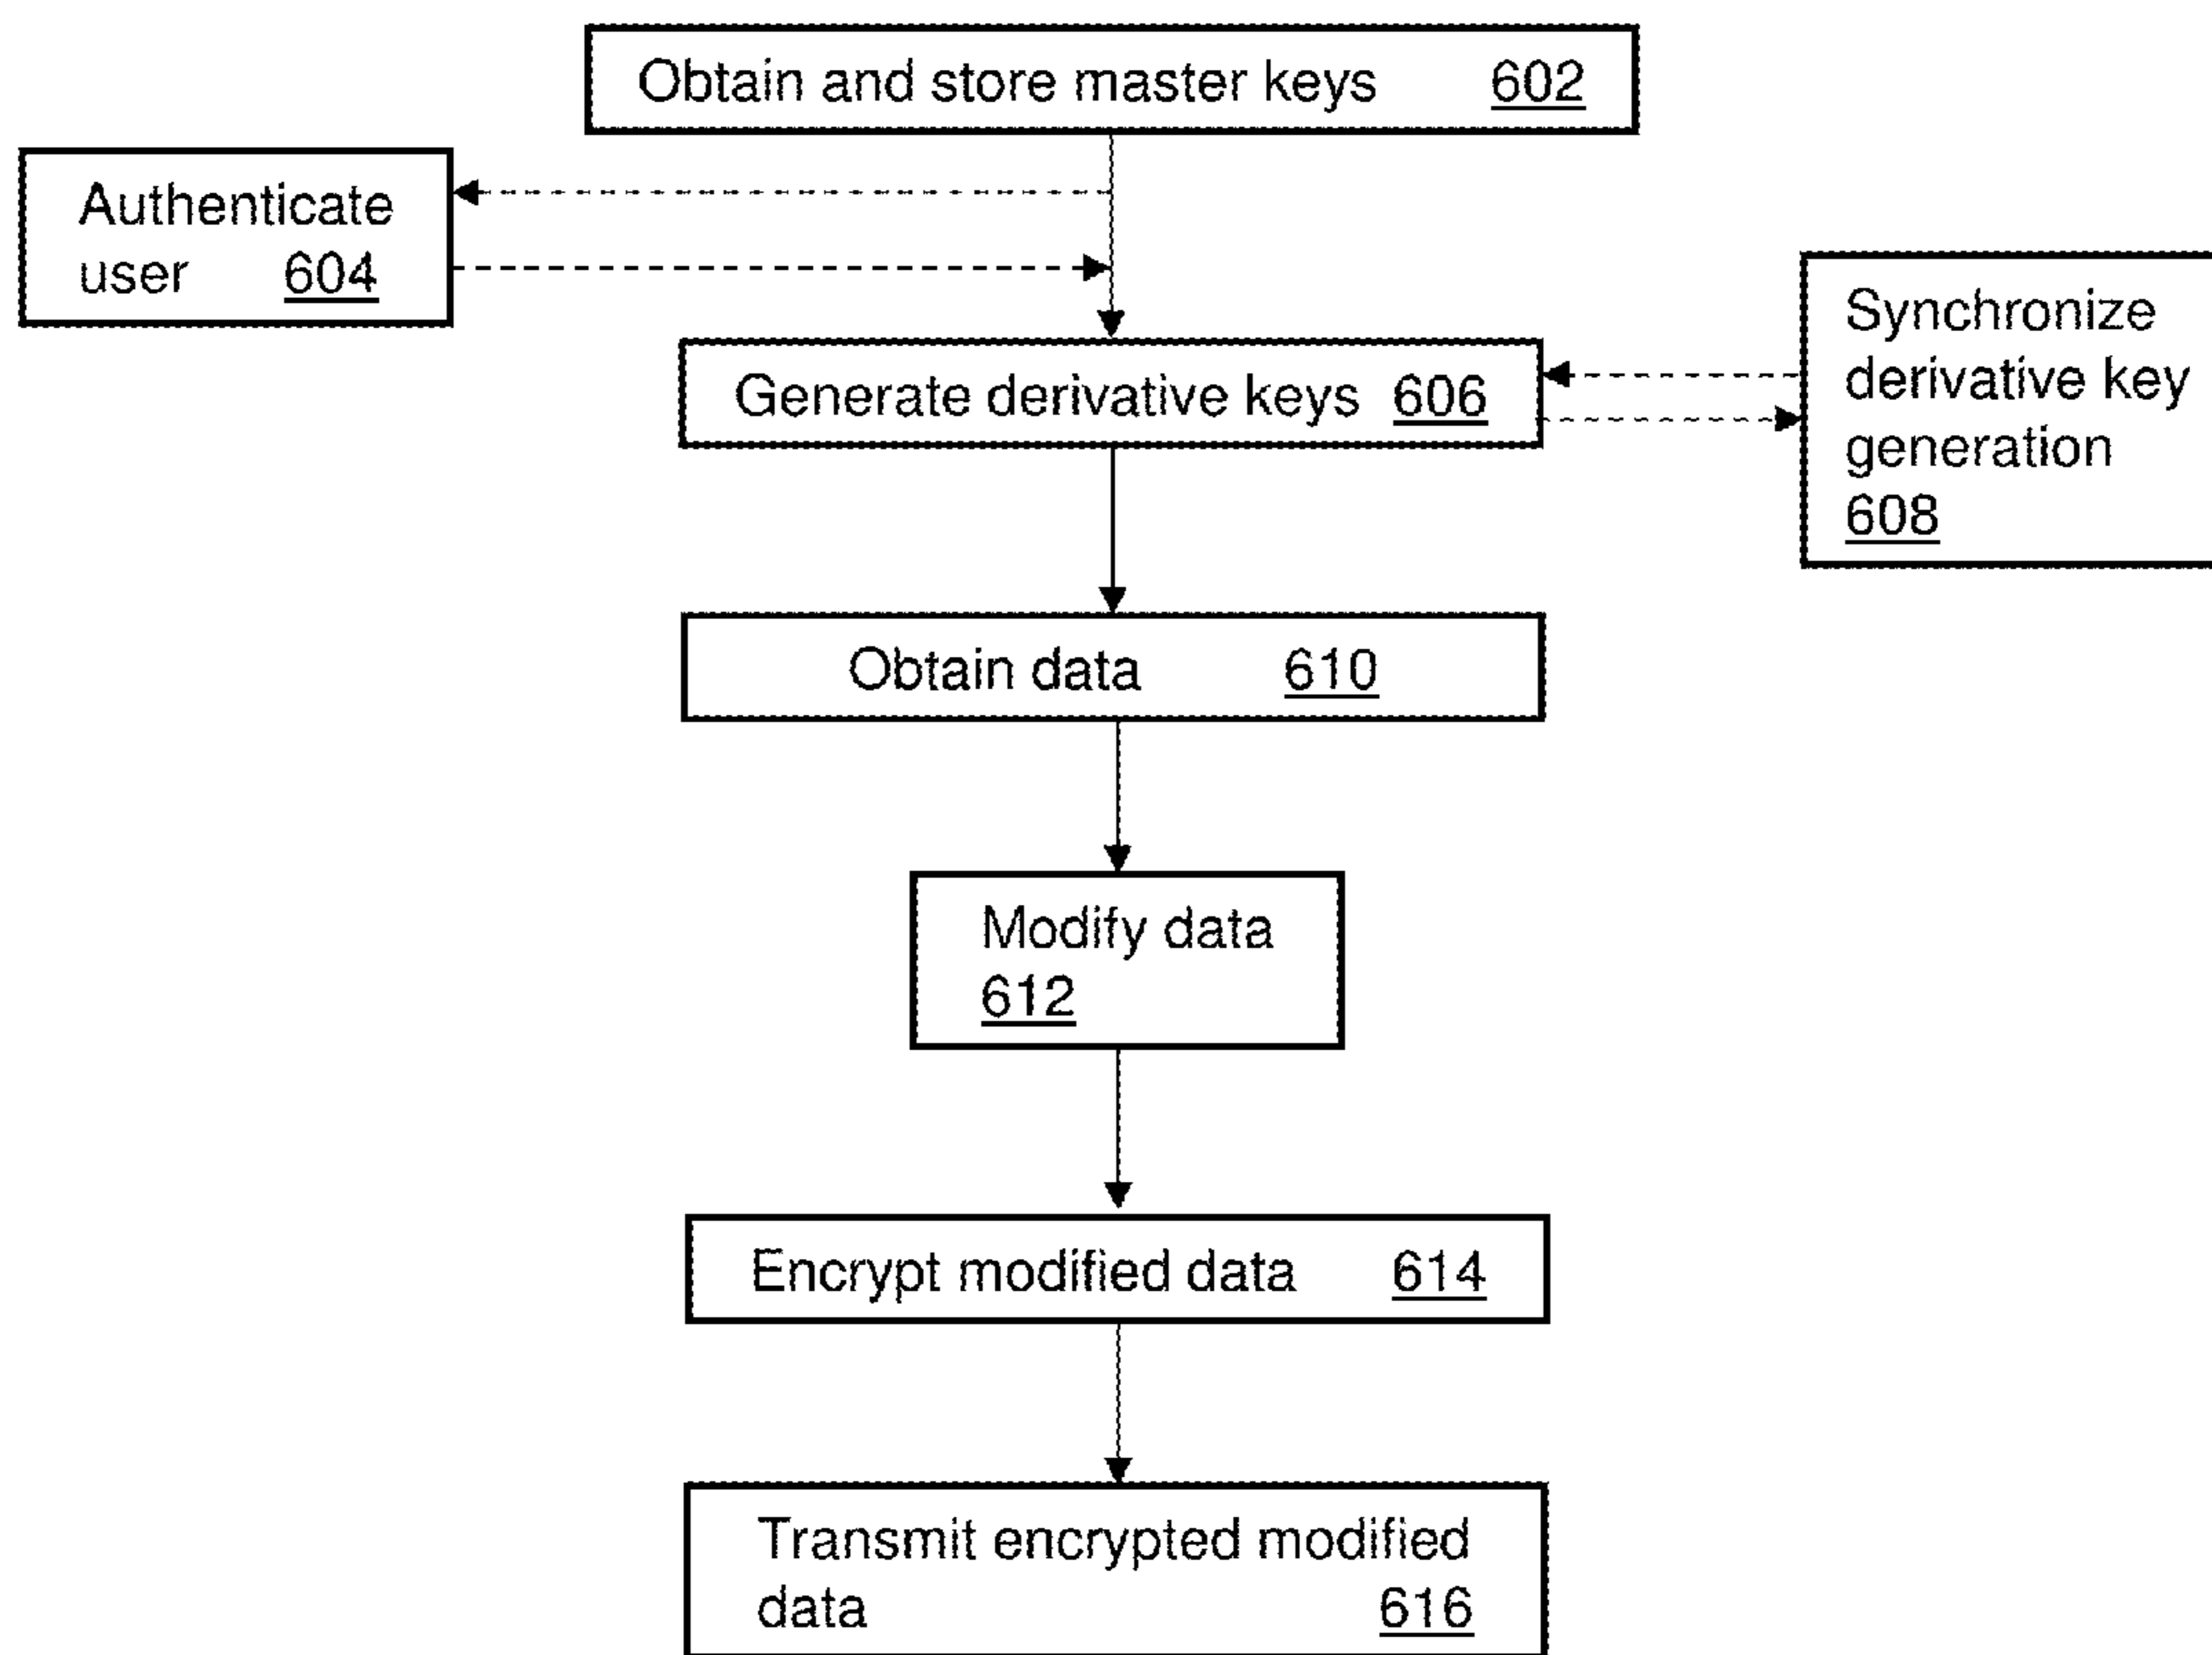 Obtain and store master keys 602
Authenticate
user 604
Synchronize
derivative key
generation
608
Generate derivative keys 606
Obtain data 610
Modify data
612
Encrypt modified data 614
Transmit encrypted modified
data 616